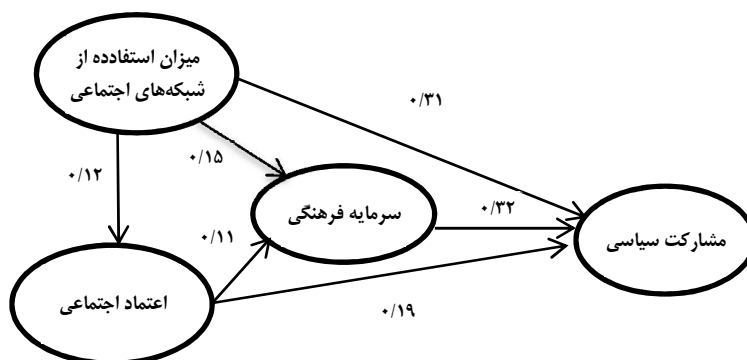 میزان استفادده از
شبکه‌های اجتماعی
۰/۳۱
۰/۱۲
۰/۱۵
سرمایه فرهنگی
۰/۳۲
۰/۱۱
مشارکت سیاسی
اعتماد اجتماعی
۰/۱۹